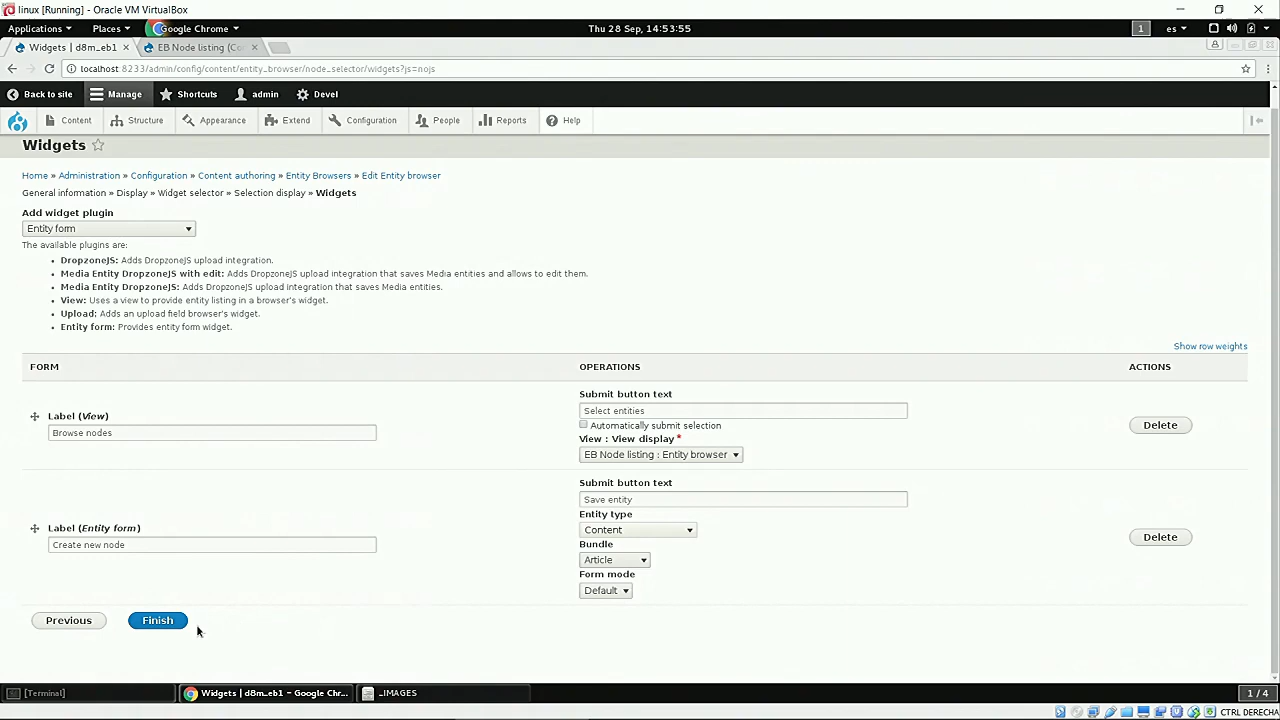 linux [Running] - Oracle VM VirtualBox
Applications Places Google Chrome Thu 28 Sep, 14:53:55 1 es
Widgets | d8m_eb1 × EB Node listing (Co ×
localhost:8233/admin/config/content/entity_browser/node_selector/widgets?js=nojs
Back to site Manage Shortcuts admin Devel
Content Structure Appearance Extend Configuration People Reports Help
Widgets
Home » Administration » Configuration » Content authoring » Entity Browsers » Edit Entity browser
General information » Display » Widget selector » Selection display » Widgets
Add widget plugin
Entity form
The available plugins are:
• DropzoneJS: Adds DropzoneJS upload integration.
• Media Entity DropzoneJS with edit: Adds DropzoneJS upload integration that saves Media entities and allows to edit them.
• Media Entity DropzoneJS: Adds DropzoneJS upload integration that saves Media entities.
• View: Uses a view to provide entity listing in a browser's widget.
• Upload: Adds an upload field browser's widget.
• Entity form: Provides entity form widget.
Show row weights
FORM OPERATIONS ACTIONS
Submit button text
Label (View)
Select entities
Automatically submit selection
Browse nodes
Delete
View : View display *
EB Node listing : Entity browser
Submit button text
Save entity
Entity type
Label (Entity form)
Content
Create new node
Delete
Bundle
Article
Form mode
Default
Previous Finish
[Terminal] Widgets | d8m_eb1 - Google Chr... _IMAGES 1 / 4
CTRL DERECHA